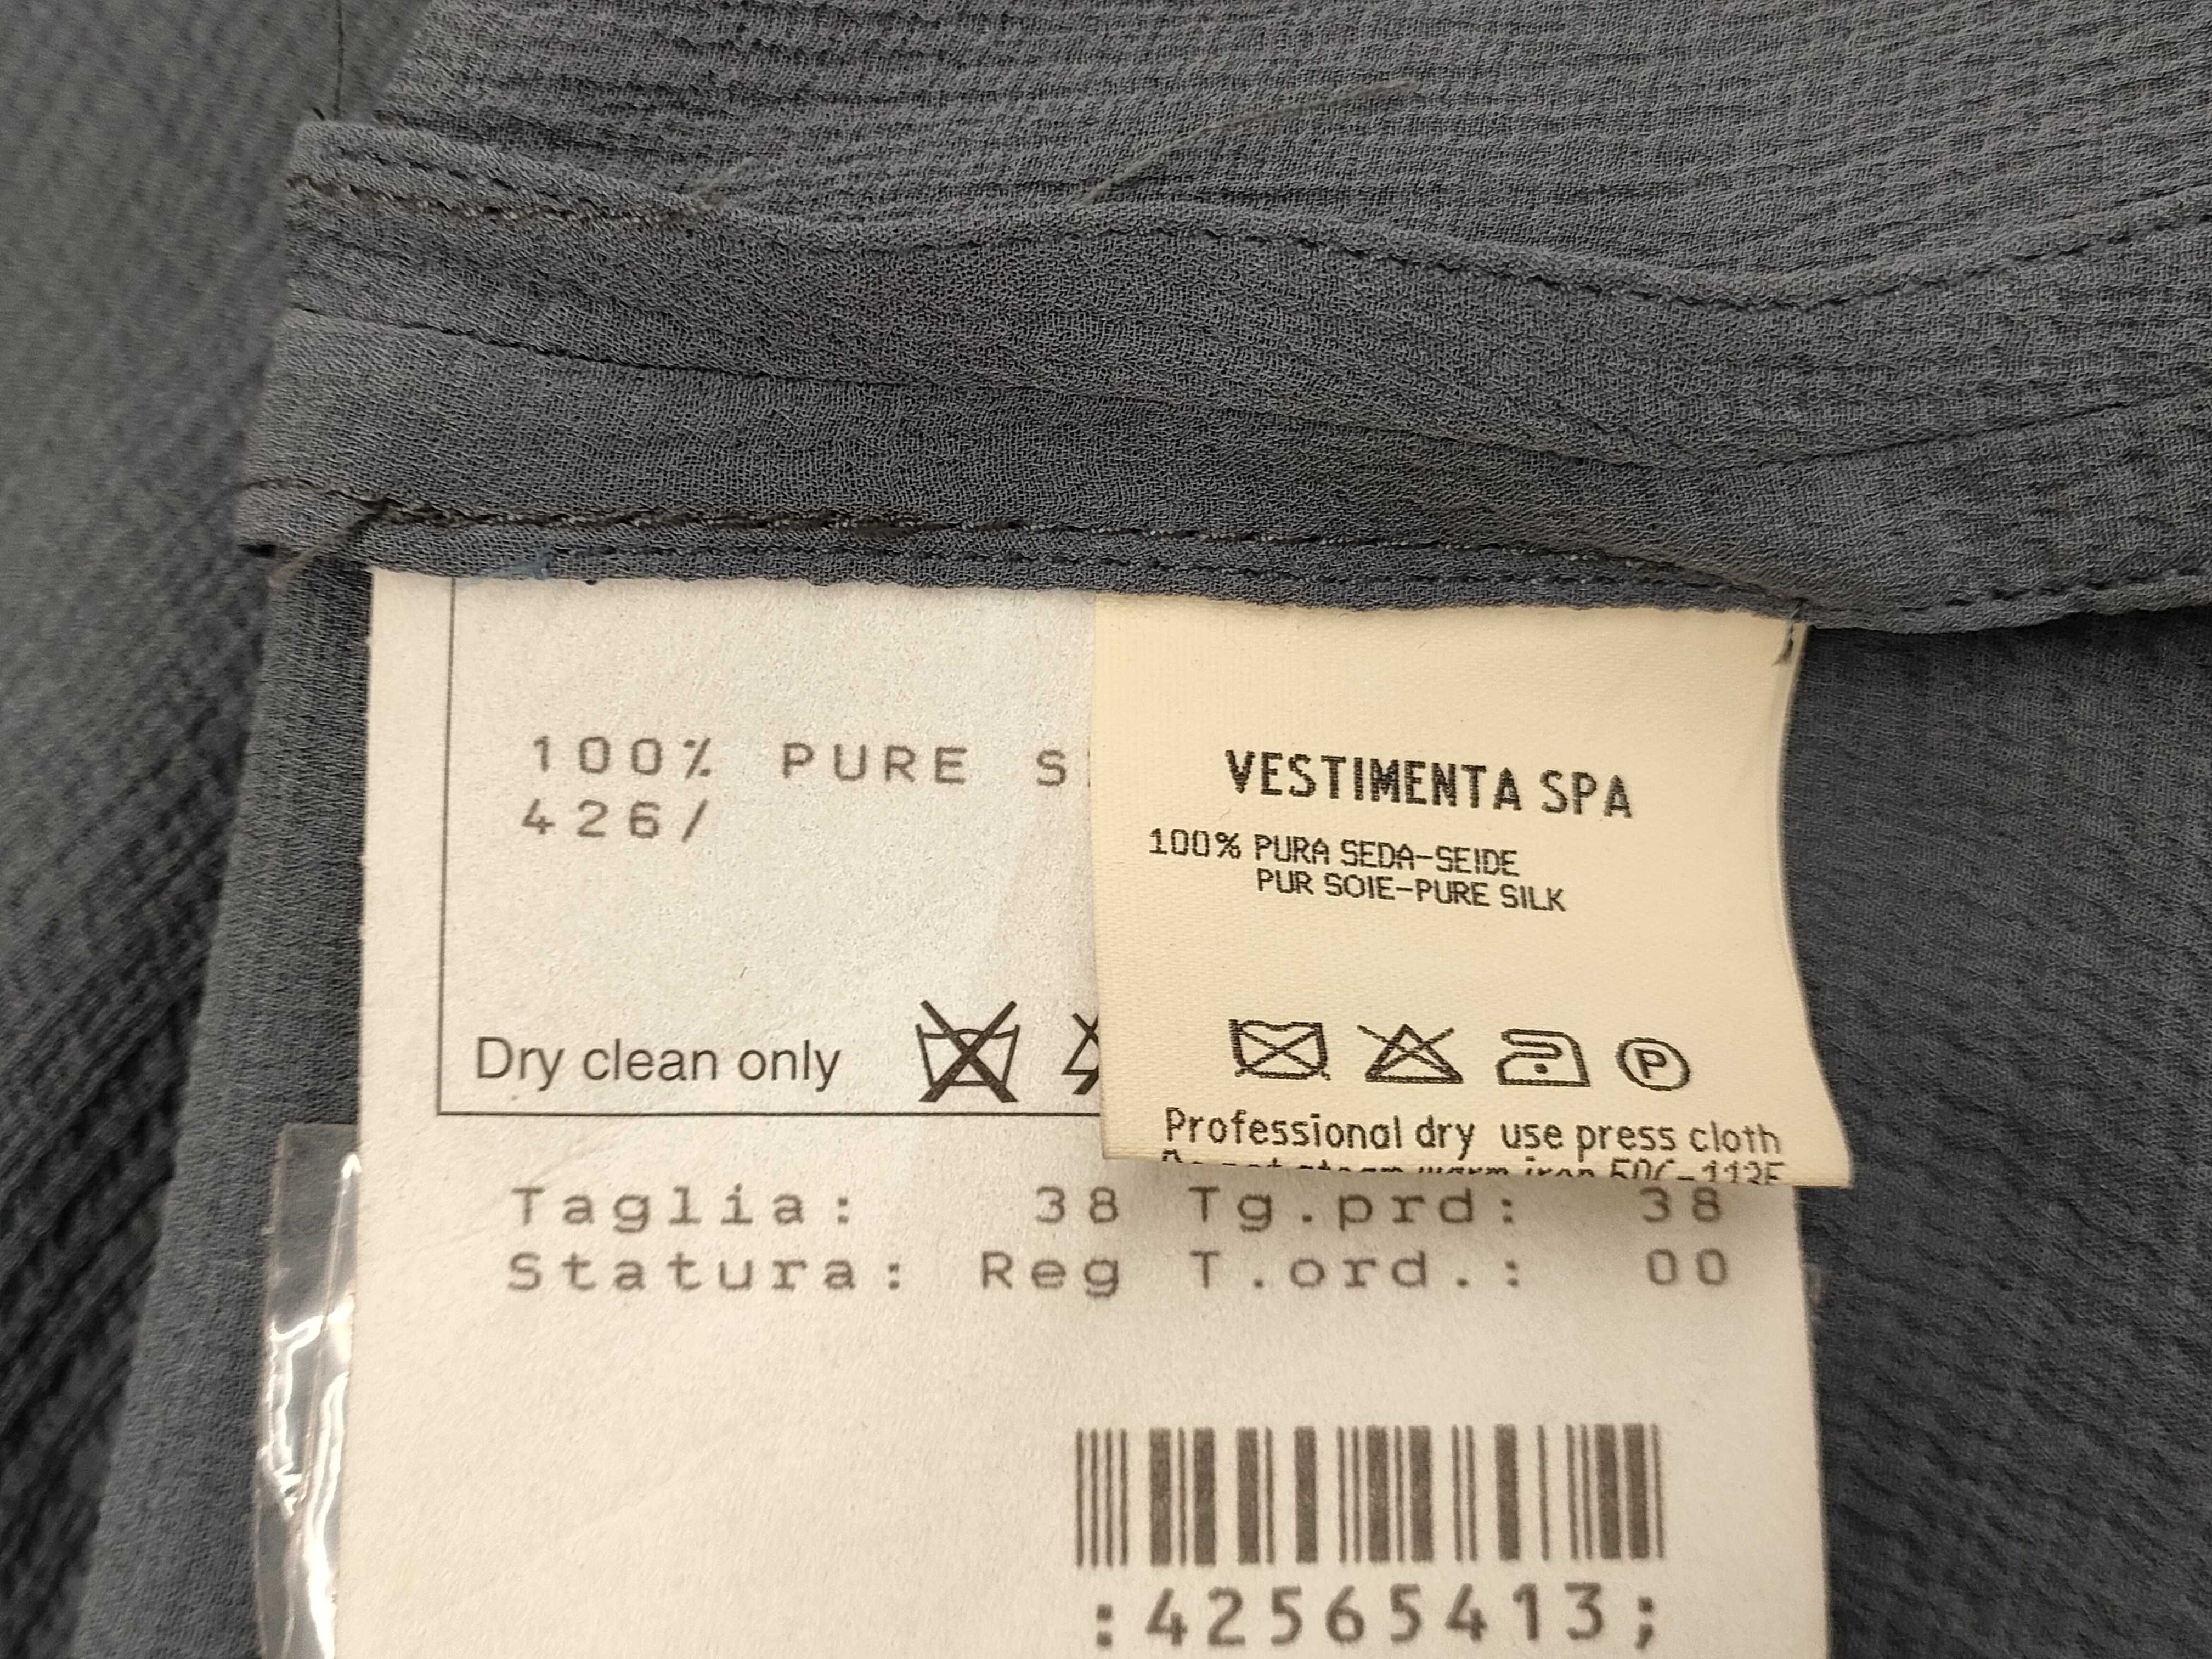 100% PURE
426/
Dry clean only
VESTIMENTA SPA
100% PURA SEDA-SEIDE
PUR SOIE-PURE SILK
P
Professional dry use press cloth
Taglia: 38 Tg.prd: 38
Statura: Reg T.ord.: 00
:42565413;